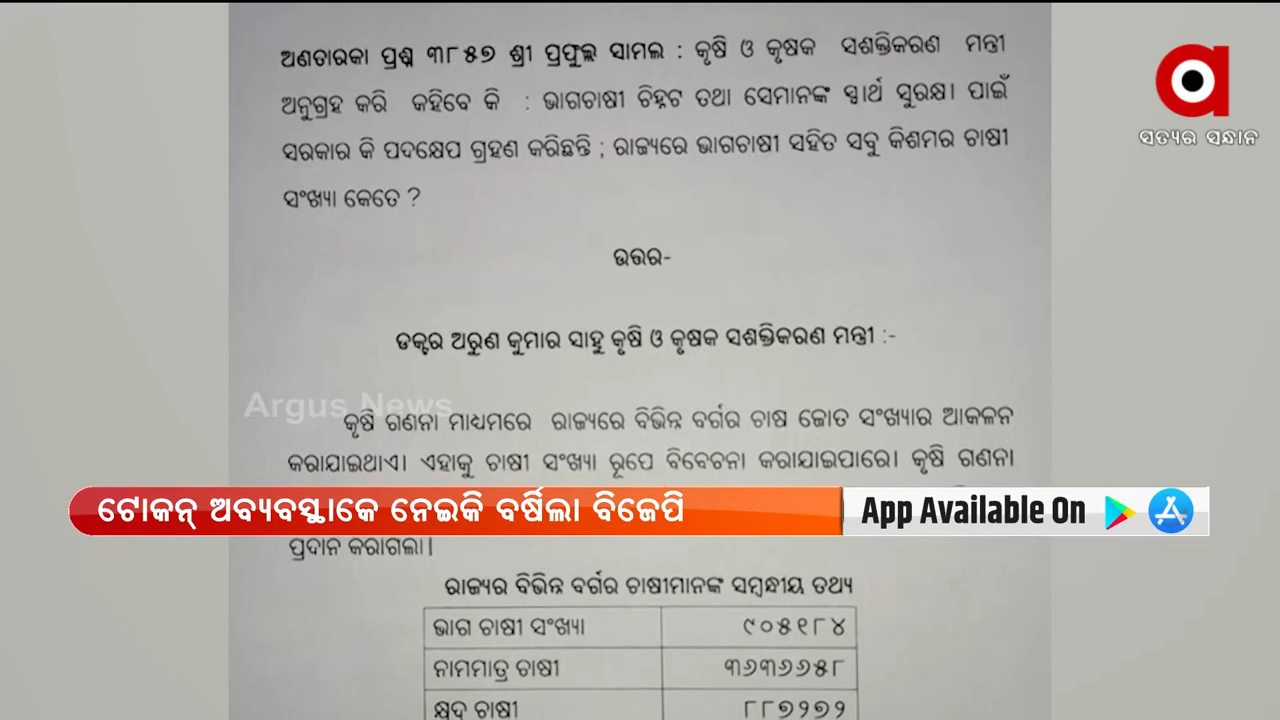 ଅଣତାରକା ପ୍ରଶ୍ନ ୩୮୫୭ ଶ୍ରୀ ପ୍ରଫୁଲ୍ଲ ସାମଲ : କୃଷି ଓ କୃଷକ ସଶକ୍ତିକରଣ ମନ୍ତ୍ରୀ
ଅନୁଗ୍ରହ କରି କହିବେ କି : ଭାଗଚାଷୀ ଚିହ୍ନଟ ତଥା ସେମାନଙ୍କ ସ୍ୱାର୍ଥ ସୁରକ୍ଷା ପାଇଁ
ସରକାର କି ପଦକ୍ଷେପ ଗ୍ରହଣ କରିଛନ୍ତି ; ରାଜ୍ୟରେ ଭାଗଚାଷୀ ସହିତ ସବୁ କିଶମର ଚାଷୀ
ସଂଖ୍ୟା କେତେ ?
ସତ୍ୟର ସନ୍ଧାନ
ଉତ୍ତର-
ଡକ୍ଟର ଅରୁଣ କୁମାର ସାହୁ କୃଷି ଓ କୃଷକ ସଶକ୍ତିକରଣ ମନ୍ତ୍ରୀ :-
Argus News
କୃଷି ଗଣନା ମାଧ୍ୟମରେ ରାଜ୍ୟରେ ବିଭିନ୍ନ ବର୍ଗର ଚାଷ ଜୋତ ସଂଖ୍ୟାର ଆକଳନ
କରାଯାଇଥାଏ। ଏହାକୁ ଚାଷୀ ସଂଖ୍ୟା ରୂପେ ବିବେଚନା କରାଯାଇପାରେ। କୃଷି ଗଣନା
ଟୋକନ୍ ଅବ୍ୟବସ୍ଥାକେ ନେଇକି ବର୍ଷିଲା ବିଜେପି
App Available On
ପ୍ରଦାନ କରାଗଲା।
ରାଜ୍ୟର ବିଭିନ୍ନ ବର୍ଗର ଚାଷୀମାନଙ୍କ ସମ୍ବନ୍ଧୀୟ ତଥ୍ୟ
ଭାଗ ଚାଷୀ ସଂଖ୍ୟା ୯୦୫୧୮୪
ନାମମାତ୍ର ଚାଷୀ ୩୬୩୬୬୫୮
କ୍ଷୁଦ୍ର ଚାଷୀ ୮୮୭୨୭୨